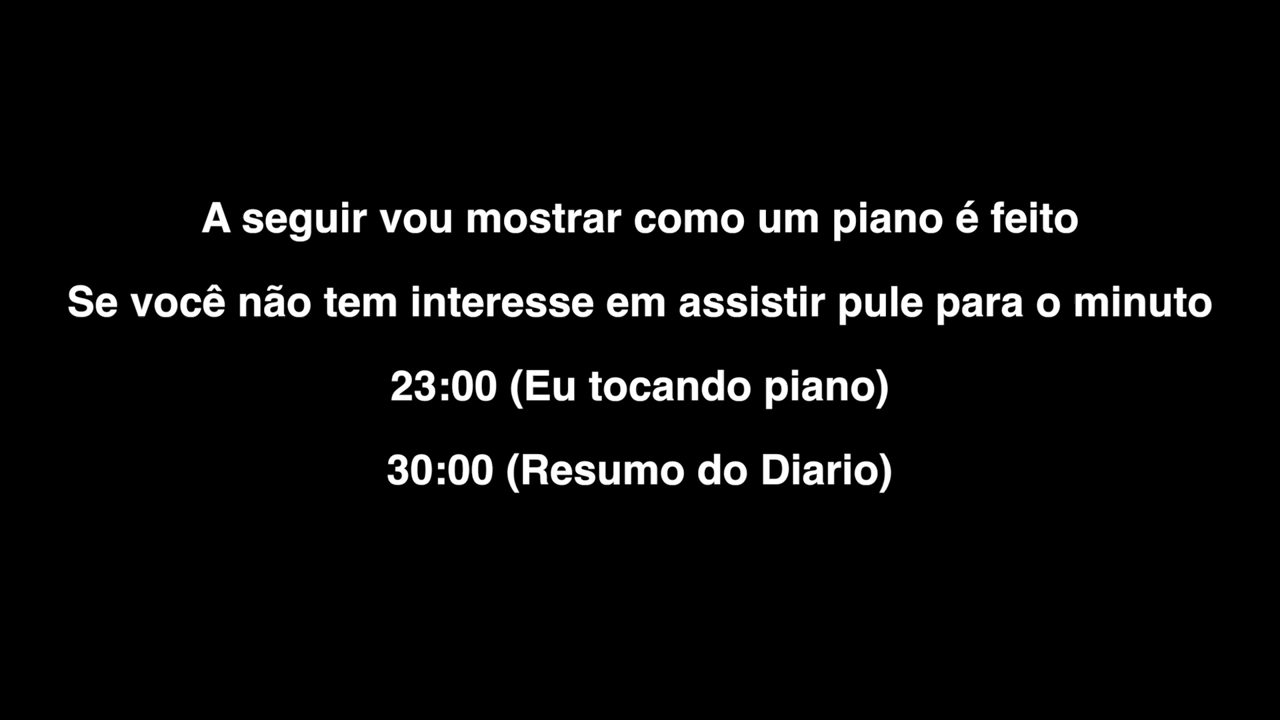 A seguir vou mostrar como um piano é feito
Se você não tem interesse em assistir pule para o minuto
23:00 (Eu tocando piano)
30:00 (Resumo do Diario)